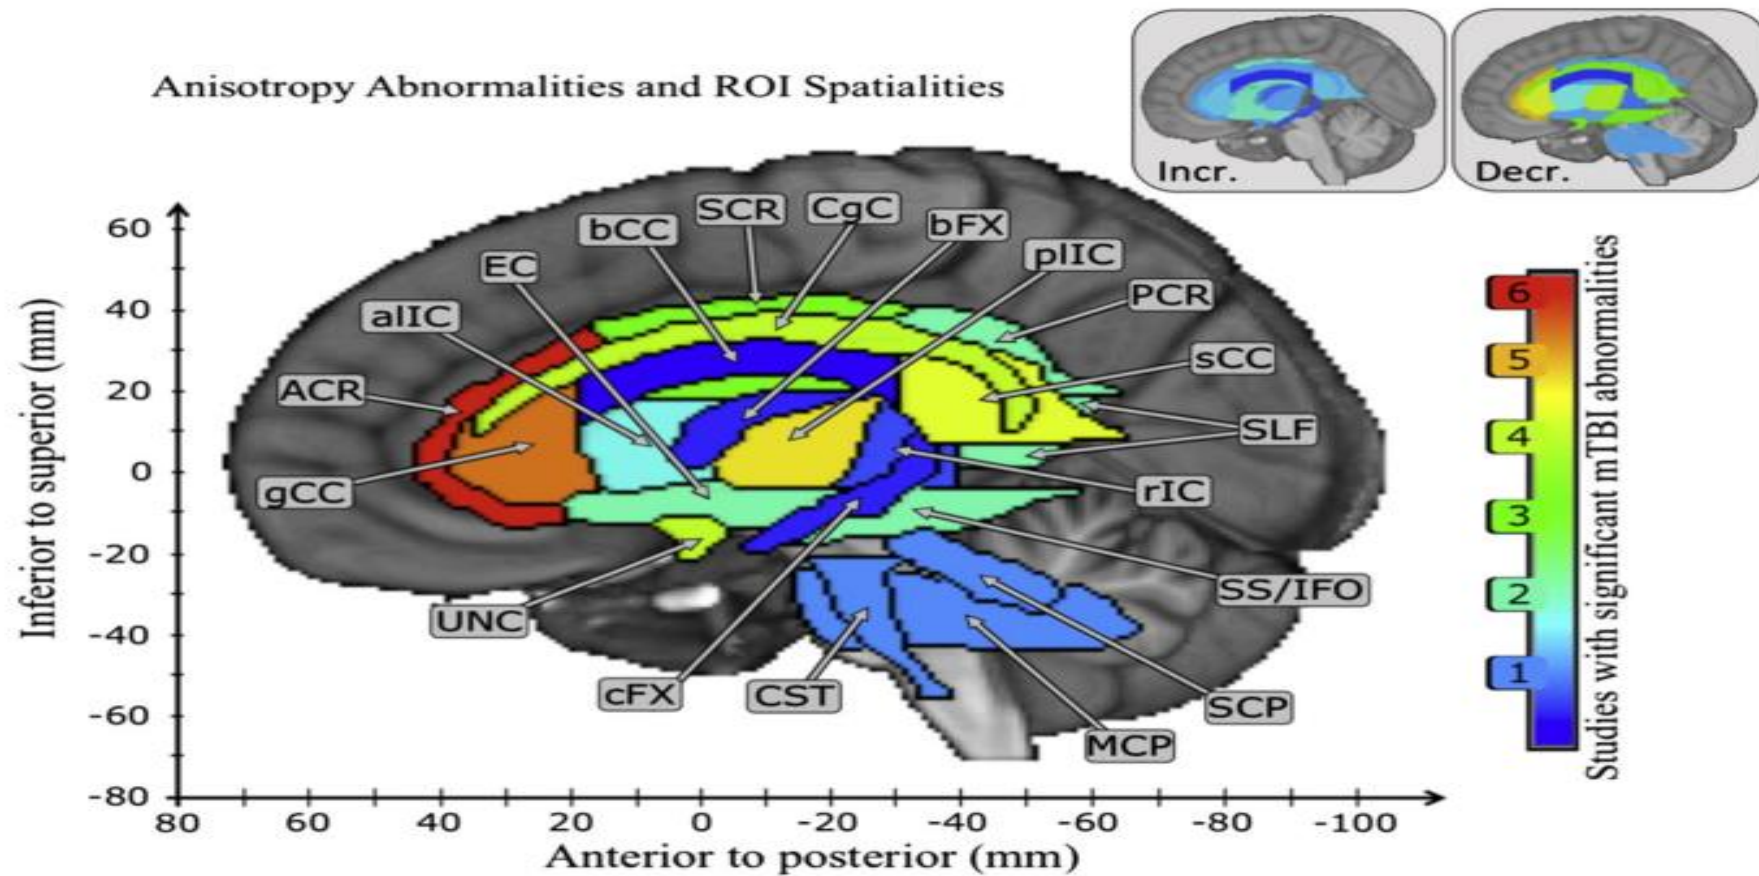 Anisotropy Abnormalities and ROI Spatialities
Incr.
Decr.
SCR
CgC
bCC
bFX
EC
plIC
alIC
PCR
sCC
ACR
SLF
gCC
rIC
UNC
SS/IFO
cFX
CST
SCP
MCP
Inferior to superior (mm)
60
40
20
0
-20
-40
-60
-80
80 60 40 20 0 -20 -40 -60 -80 -100
Anterior to posterior (mm)
6
5
4
3
2
1
Studies with significant mTBI abnormalities